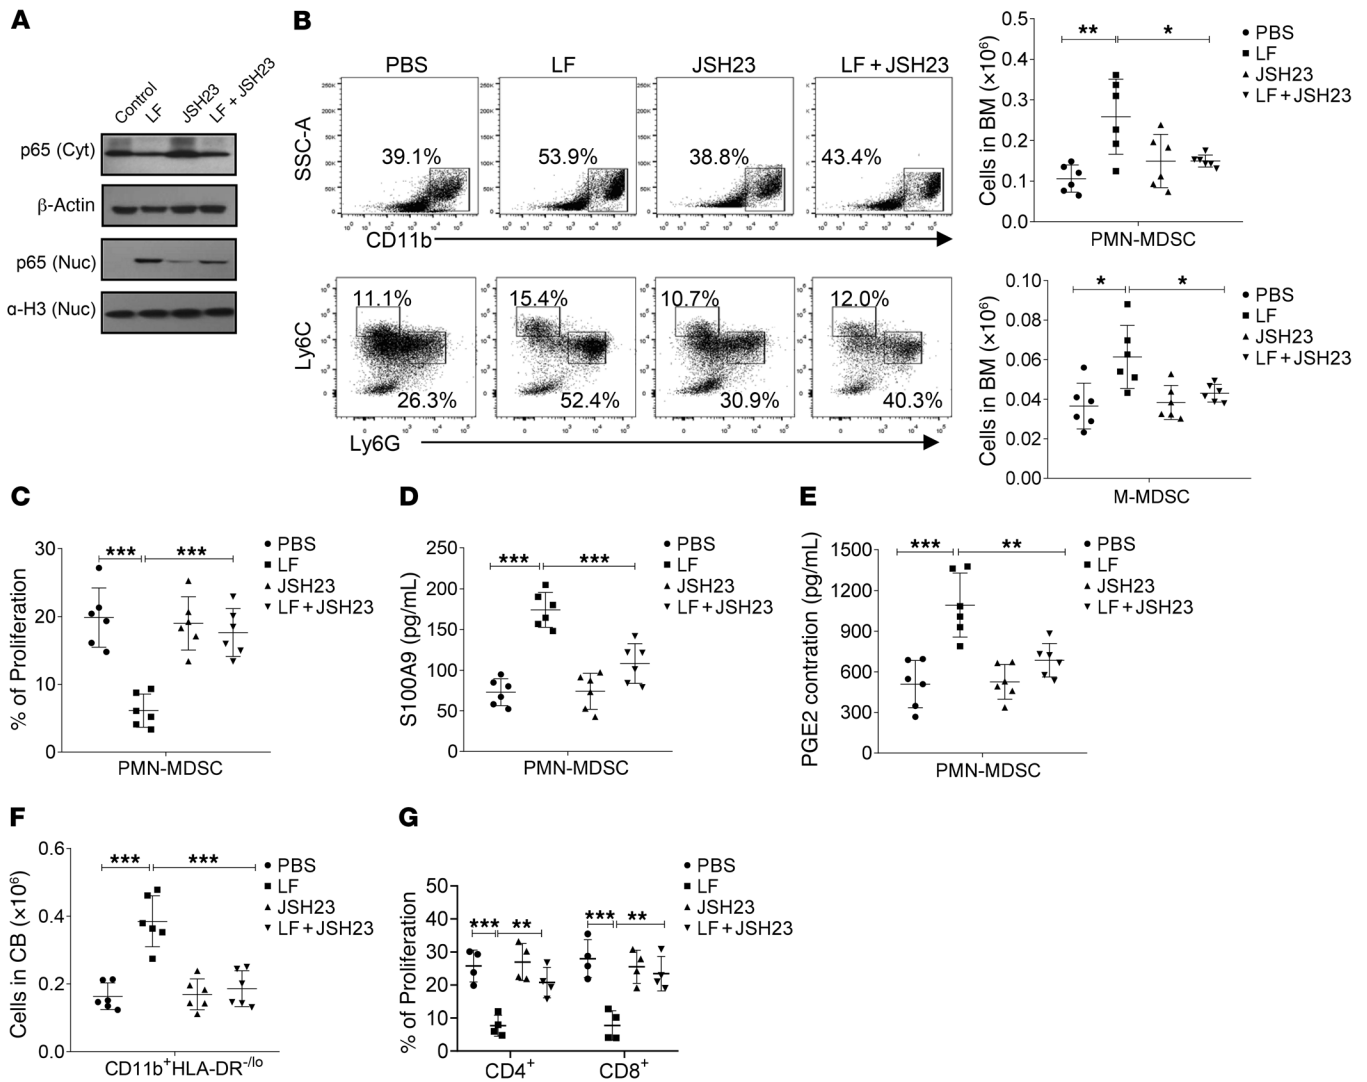 A
Control
LF
JSH23
LF + JSH23
p65 (Cyt)
β-Actin
p65 (Nuc)
α-H3 (Nuc)
B
PBS
LF
JSH23
LF + JSH23
SSC-A
39.1%
53.9%
38.8%
43.4%
CD11b
Ly6C
11.1%
15.4%
10.7%
12.0%
26.3%
52.4%
30.9%
40.3%
Ly6G
Cells in BM (×10⁶)
0.5
0.3
0.2
0.1
0.0
** *
PBS
LF
JSH23
LF+JSH23
PMN-MDSC
Cells in BM (×10⁶)
0.10
0.08
0.06
0.04
0.02
0.00
* *
PBS
LF
JSH23
LF+JSH23
M-MDSC
C
% of Proliferation
30
20
10
0
*** ***
PBS
LF
JSH23
LF+JSH23
PMN-MDSC
D
S100A9 (pg/mL)
250
200
150
100
50
0
*** ***
PBS
LF
JSH23
LF+JSH23
PMN-MDSC
E
PGE2 contration (pg/mL)
1500
1200
900
600
300
0
*** **
PBS
LF
JSH23
LF+JSH23
PMN-MDSC
F
Cells in CB (×10⁶)
0.6
0.4
0.2
0.0
*** ***
PBS
LF
JSH23
LF+JSH23
CD11b⁺HLA-DR⁻/lo
G
% of Proliferation
50
40
30
20
10
0
*** ** *** **
PBS
LF
JSH23
LF+JSH23
CD4⁺ CD8⁺